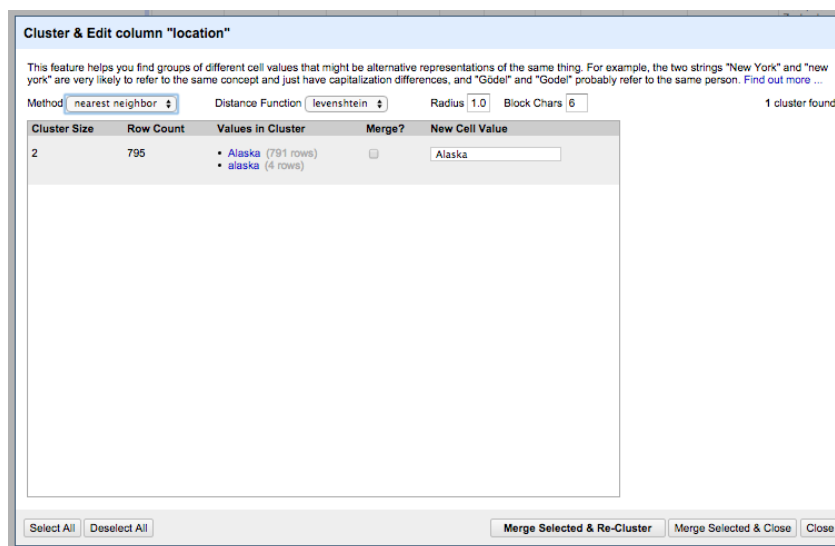 Cluster & Edit column "location"
This feature helps you find groups of different cell values that might be alternative representations of the same thing. For example, the two strings "New York" and "new
york" are very likely to refer to the same concept and just have capitalization differences, and "Gödel" and "Godel" probably refer to the same person. Find out more ...
Method nearest neighbor Distance Function levenshtein Radius 1.0 Block Chars 6 1 cluster found
Cluster Size Row Count Values in Cluster Merge? New Cell Value
2 795 • Alaska (791 rows) Alaska
• alaska (4 rows)
Select All Deselect All Merge Selected & Re-Cluster Merge Selected & Close Close